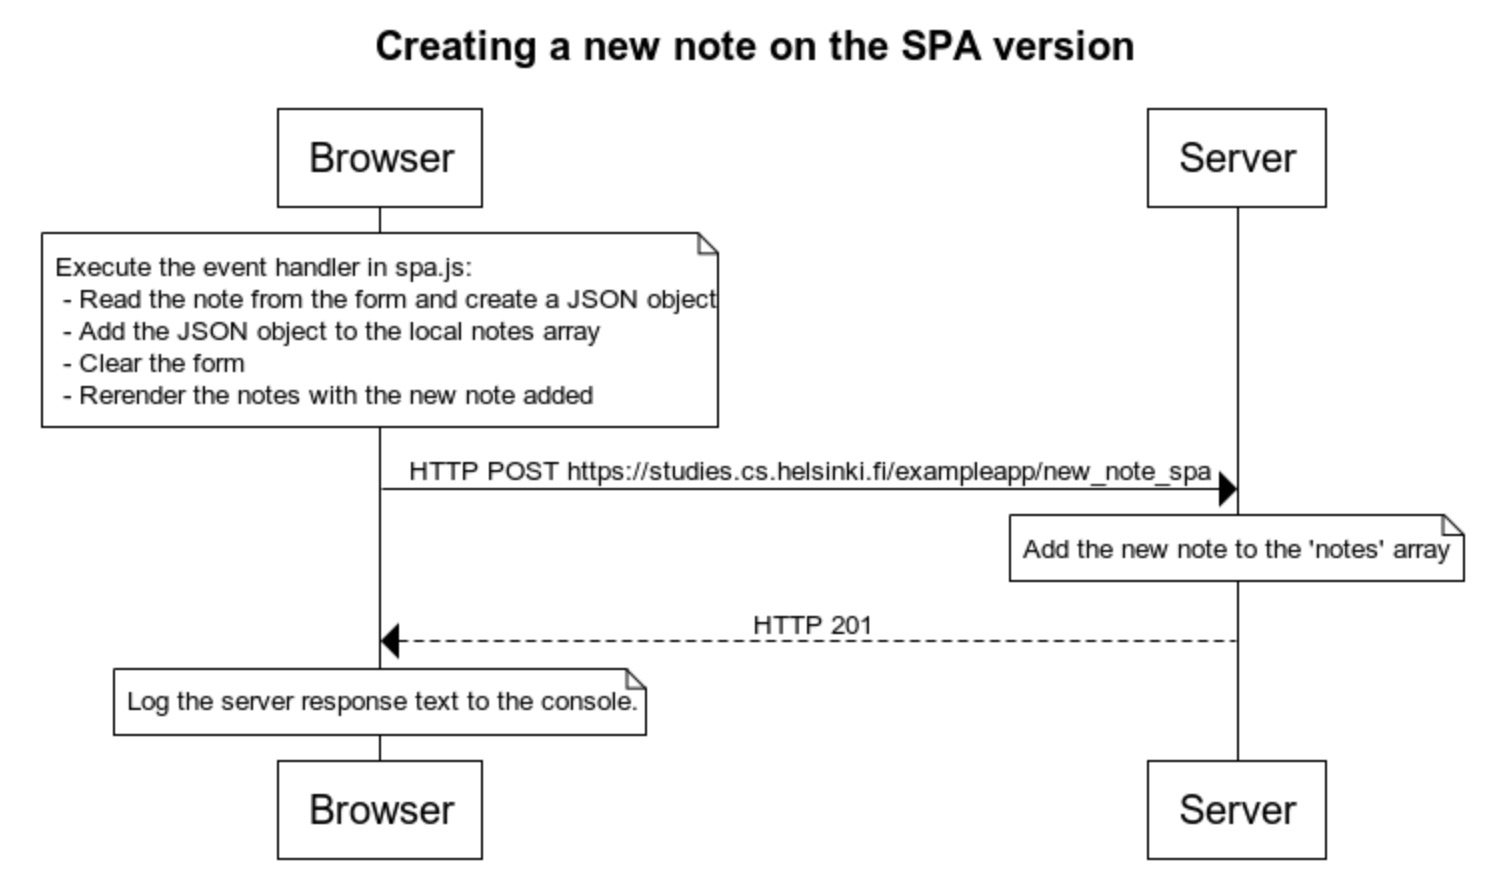 Creating a new note on the SPA version
Browser
Server
Execute the event handler in spa.js:
- Read the note from the form and create a JSON object
- Add the JSON object to the local notes array
- Clear the form
- Rerender the notes with the new note added
HTTP POST https://studies.cs.helsinki.fi/exampleapp/new_note_spa
Add the new note to the 'notes' array
HTTP 201
Log the server response text to the console.
Browser
Server